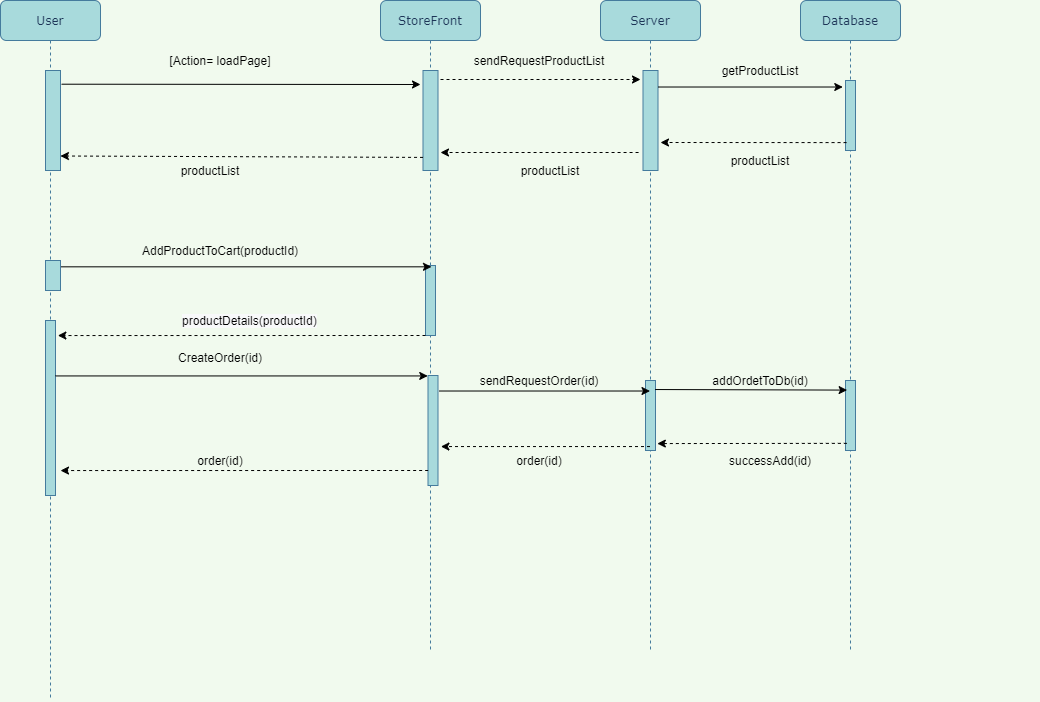 User
StoreFront
Server
Database
[Action= loadPage]
sendRequestProductList
getProductList
productList
productList
productList
AddProductToCart(productId)
productDetails(productId)
CreateOrder(id)
sendRequestOrder(id)
addOrdetToDb(id)
order(id)
order(id)
successAdd(id)